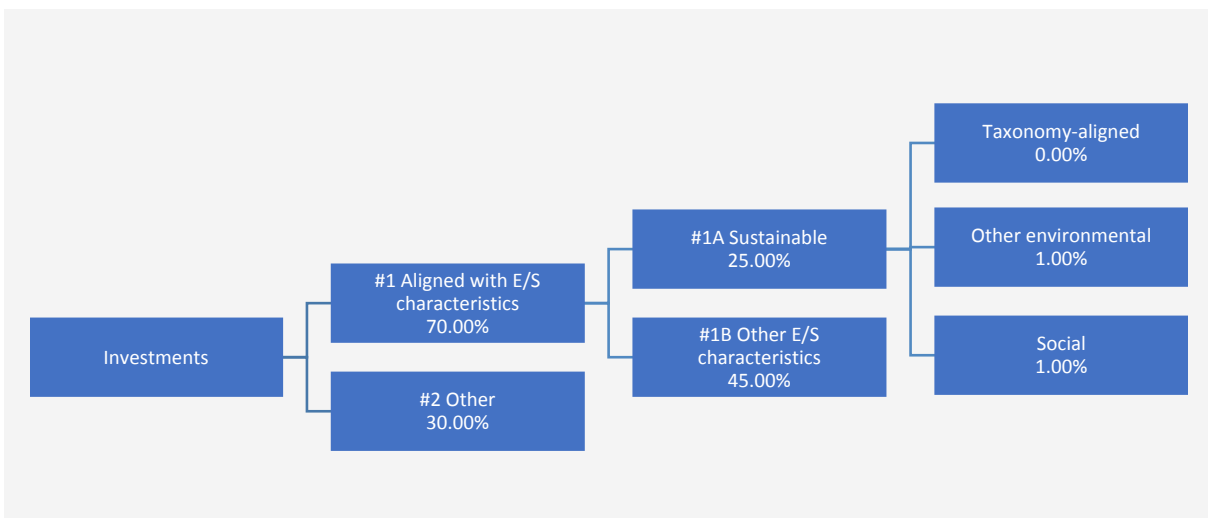 Investments
#1 Aligned with E/S
characteristics
70.00%
#2 Other
30.00%
#1A Sustainable
25.00%
#1B Other E/S
characteristics
45.00%
Taxonomy-aligned
0.00%
Other environmental
1.00%
Social
1.00%